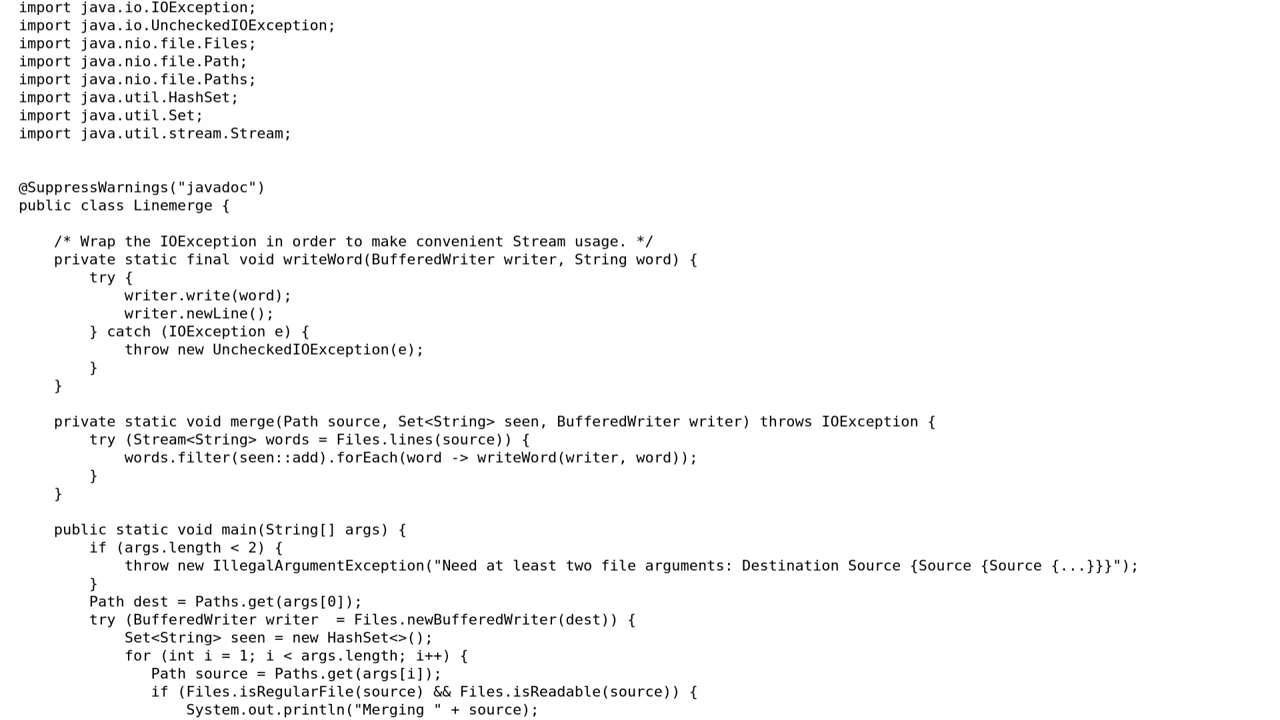 import java.io.IOException;
import java.io.UncheckedIOException;
import java.nio.file.Files;
import java.nio.file.Path;
import java.nio.file.Paths;
import java.util.HashSet;
import java.util.Set;
import java.util.stream.Stream;


@SuppressWarnings("javadoc")
public class Linemerge {

    /* Wrap the IOException in order to make convenient Stream usage. */
    private static final void writeWord(BufferedWriter writer, String word) {
        try {
            writer.write(word);
            writer.newLine();
        } catch (IOException e) {
            throw new UncheckedIOException(e);
        }
    }

    private static void merge(Path source, Set<String> seen, BufferedWriter writer) throws IOException {
        try (Stream<String> words = Files.lines(source)) {
            words.filter(seen::add).forEach(word -> writeWord(writer, word));
        }
    }

    public static void main(String[] args) {
        if (args.length < 2) {
            throw new IllegalArgumentException("Need at least two file arguments: Destination Source {Source {Source {...}}}");
        }
        Path dest = Paths.get(args[0]);
        try (BufferedWriter writer  = Files.newBufferedWriter(dest)) {
            Set<String> seen = new HashSet<>();
            for (int i = 1; i < args.length; i++) {
               Path source = Paths.get(args[i]);
               if (Files.isRegularFile(source) && Files.isReadable(source)) {
                   System.out.println("Merging " + source);